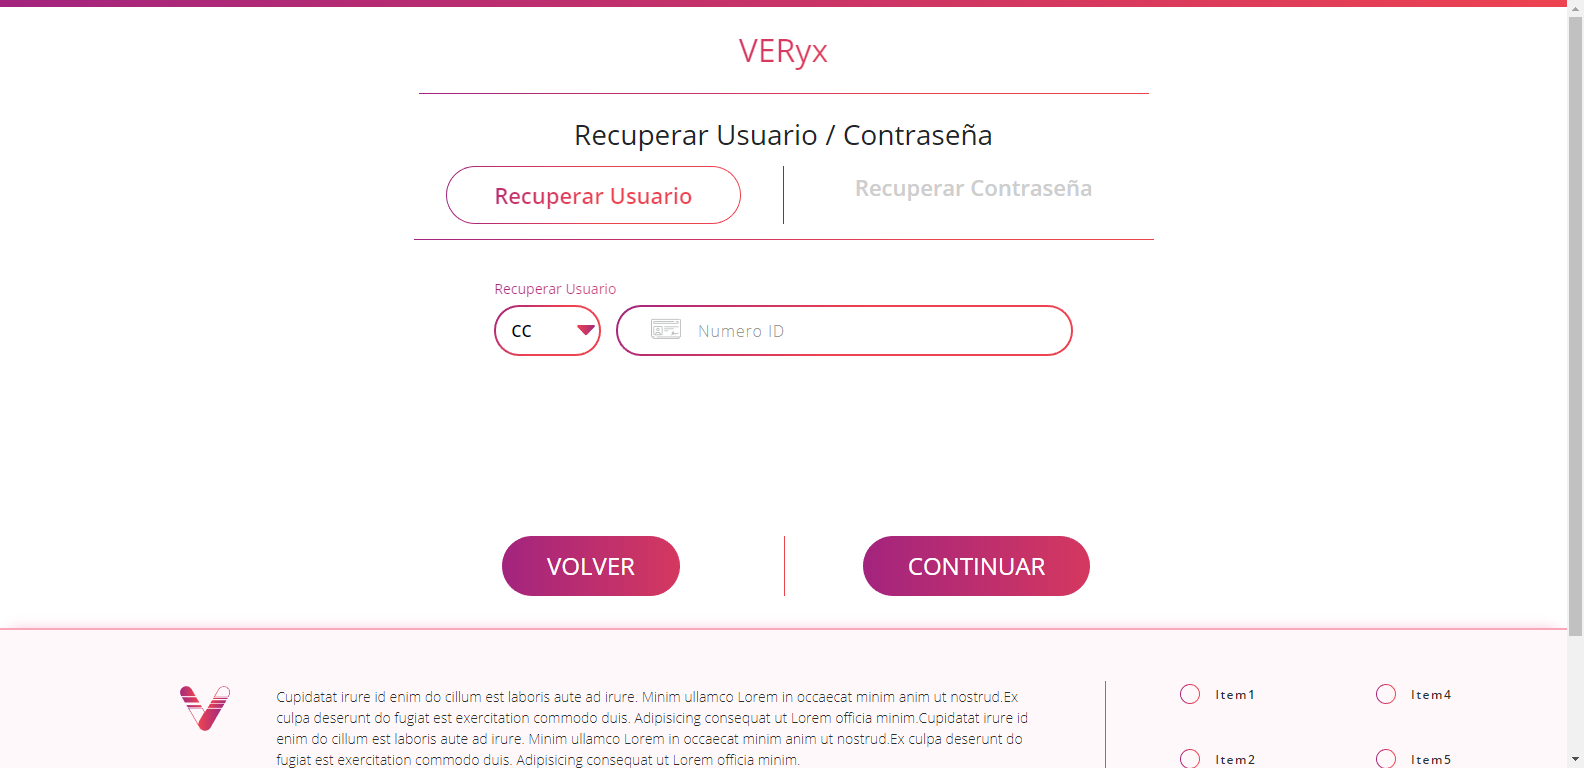 VERyx
Recuperar Usuario / Contraseña
Recuperar Usuario
Recuperar Contraseña
Recuperar Usuario
CC
Numero ID
VOLVER
CONTINUAR
Cupidatat irure id enim do cillum est laboris aute ad irure. Minim ullamco Lorem in occaecat minim anim ut nostrud.Ex
culpa deserunt do fugiat est exercitation commodo duis. Adipisicing consequat ut Lorem officia minim.Cupidatat irure id
enim do cillum est laboris aute ad irure. Minim ullamco Lorem in occaecat minim anim ut nostrud.Ex culpa deserunt do
fugiat est exercitation commodo duis. Adipisicing consequat ut Lorem officia minim.
Item1
Item4
Item2
Item5